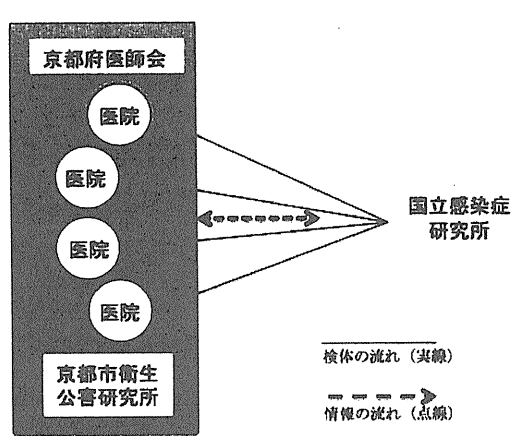 京都府医師会
医院
医院
医院
医院
京都市衛生
公害研究所
国立感染症
研究所
検体の流れ（実線）
情報の流れ（点線）